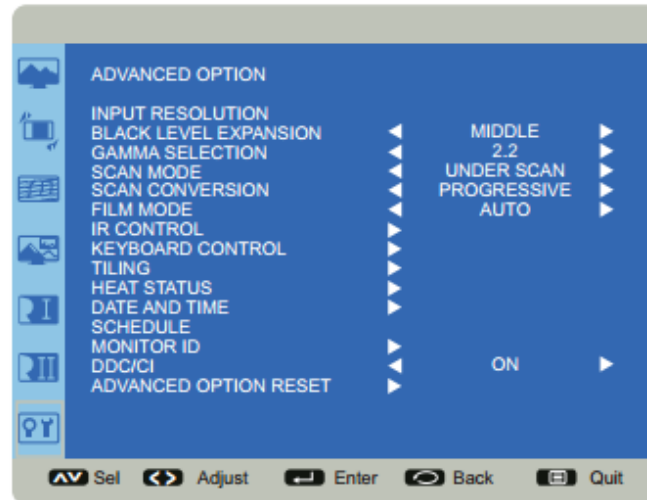 ADVANCED OPTION
INPUT RESOLUTION
BLACK LEVEL EXPANSION MIDDLE
GAMMA SELECTION 2.2
SCAN MODE UNDER SCAN
SCAN CONVERSION PROGRESSIVE
FILM MODE AUTO
IR CONTROL
KEYBOARD CONTROL
TILING
HEAT STATUS
DATE AND TIME
SCHEDULE
MONITOR ID
DDC/CI ON
ADVANCED OPTION RESET
Sel Adjust Enter Back Quit